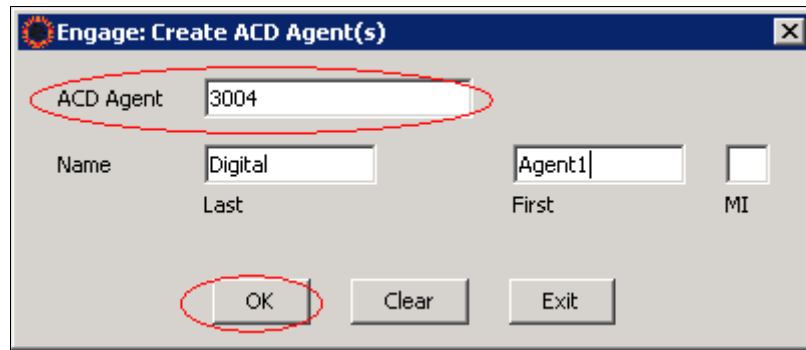 Engage: Create ACD Agent(s)
ACD Agent 3004
Name Digital Agent1
Last First MI
OK Clear Exit